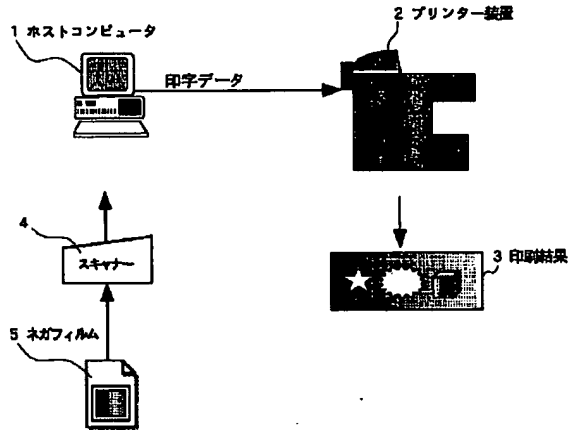 1 ホストコンピュータ
2 プリンター装置
印字データ
4
スキャナー
3 印刷結果
5 ネガフィルム